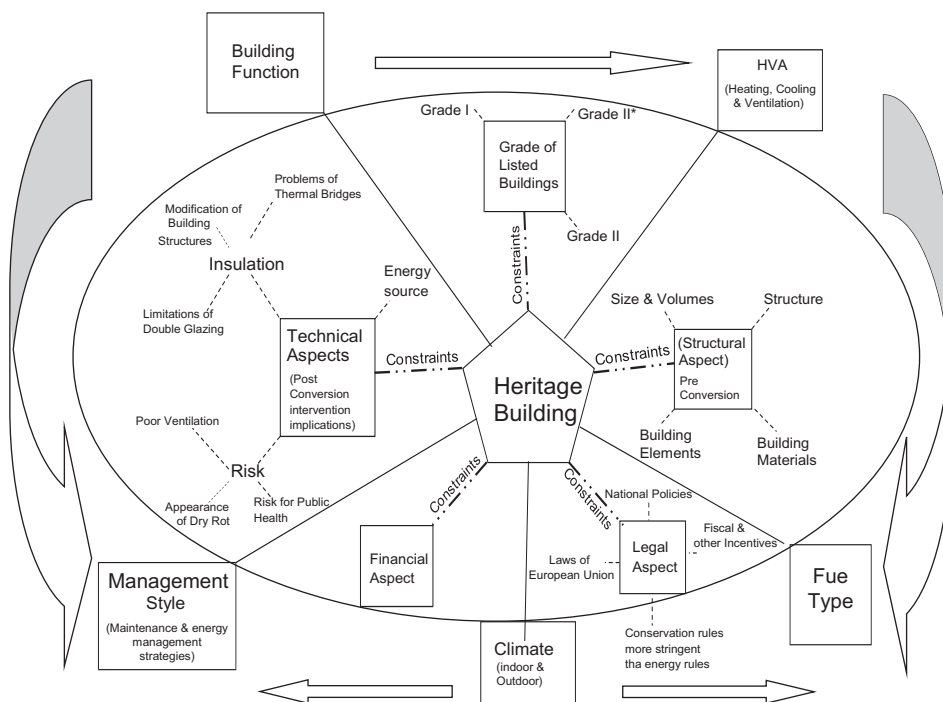 Building
Function
HVA
(Heating, Cooling
& Ventilation)
Grade I
Grade II*
Grade of
Listed
Buildings
Grade II
Constraints
Problems of
Thermal Bridges
Modification of
Building
Structures
Insulation
Limitations of
Double Glazing
Energy
source
Technical
Aspects
(Post
Conversion
intervention
implications)
Constraints
Poor Ventilation
Risk
Appearance
of Dry Rot
Risk for Public
Health
Heritage
Building
Size & Volumes
Structure
Constraints
(Structural
Aspect)
Pre
Conversion
Building
Elements
Building
Materials
Constraints
Financial
Aspect
Constraints
National Policies
Fiscal &
other Incentives
Laws of
European Union
Legal
Aspect
Conservation rules
more stringent
tha energy rules
Management
Style
(Maintenance & energy
management
strategies)
Climate
(indoor &
Outdoor)
Fue
Type